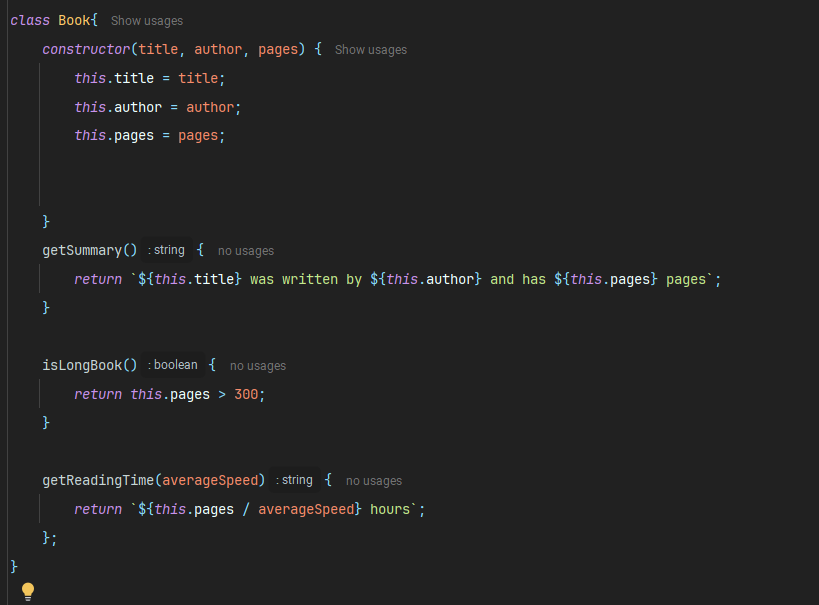 class Book{ Show usages
constructor(title, author, pages) { Show usages
this.title = title;
this.author = author;
this.pages = pages;
}
getSummary() : string { no usages
return `${this.title} was written by ${this.author} and has ${this.pages} pages`;
}
isLongBook() : boolean { no usages
return this.pages > 300;
}
getReadingTime(averageSpeed) : string { no usages
return `${this.pages / averageSpeed} hours`;
};
}